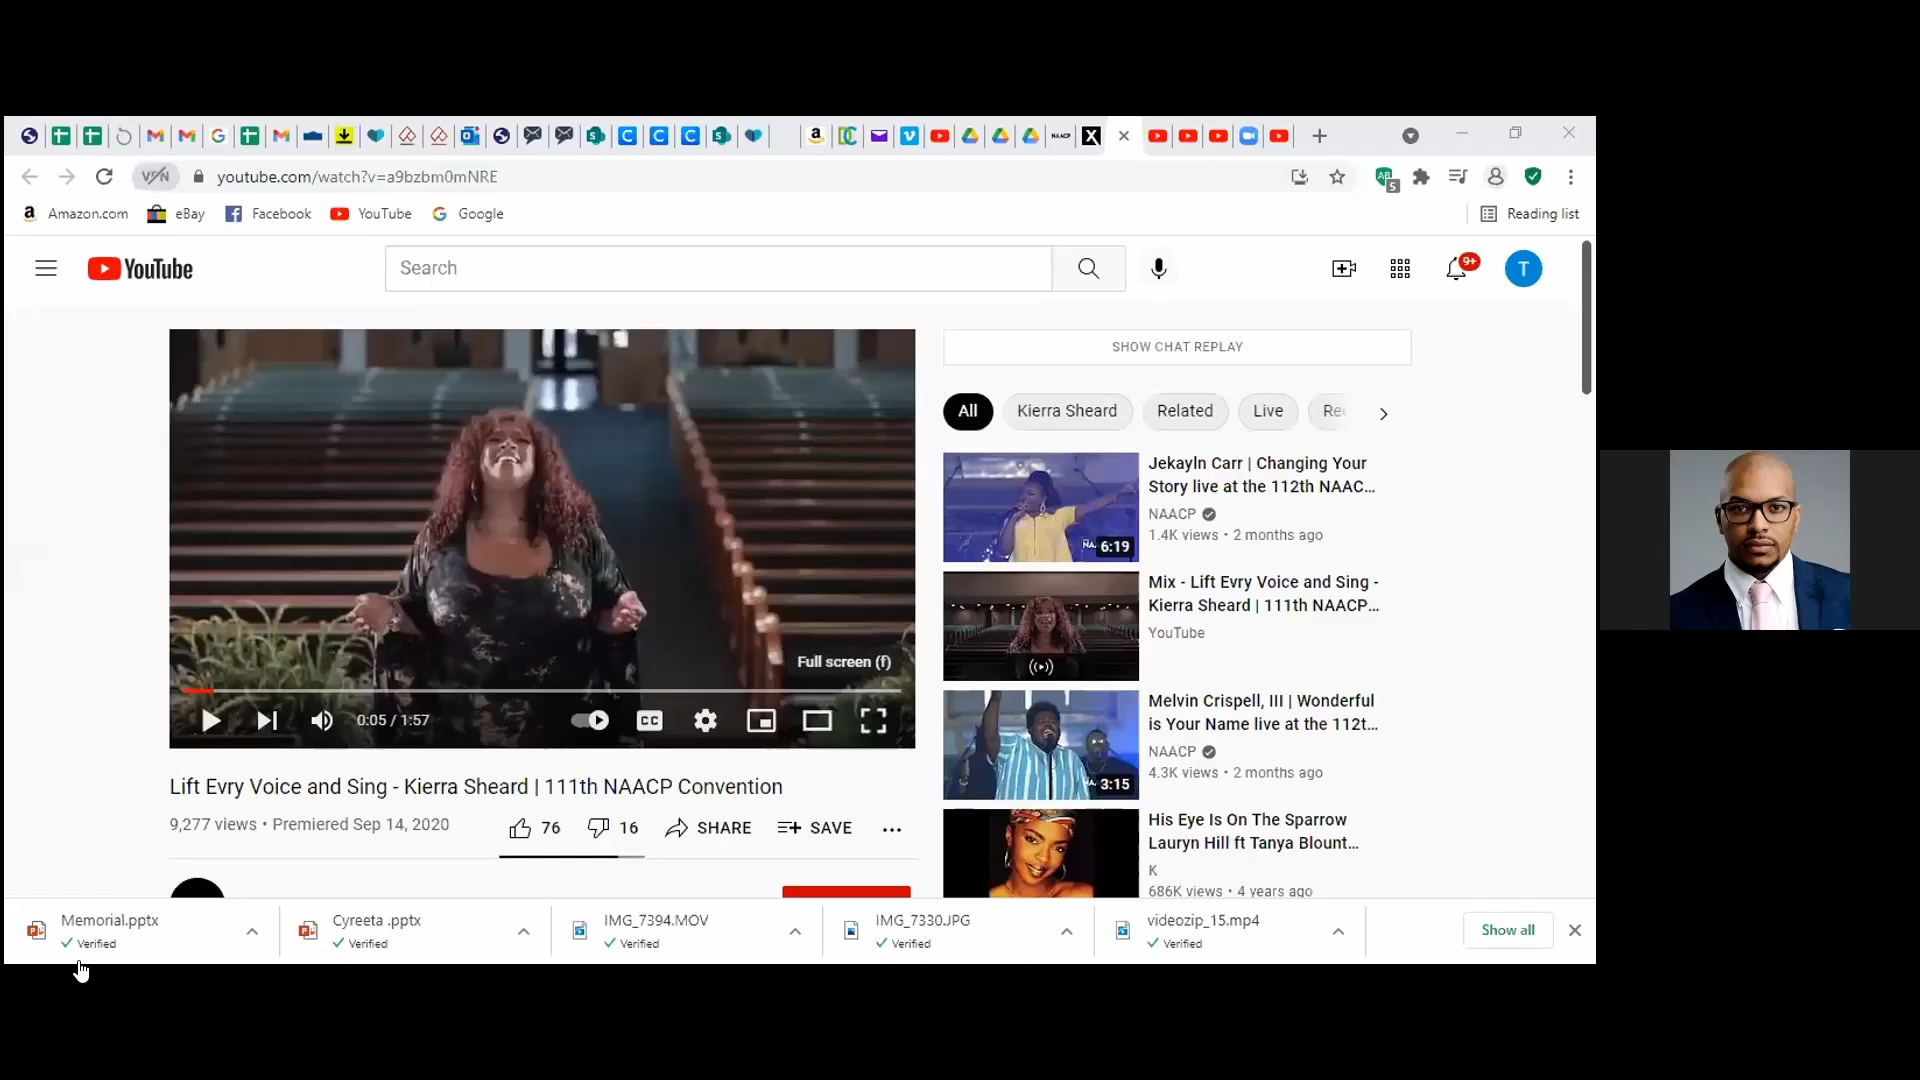 VPN
youtube.com/watch?v=a9bzbm0mNRE
5
Amazon.com
eBay
Facebook
YouTube
Google
Reading list
YouTube
Search
9+
T
SHOW CHAT REPLAY
All
Kierra Sheard
Related
Live
Full screen (f)
0:05 / 1:57
CC
Lift Evry Voice and Sing - Kierra Sheard | 111th NAACP Convention
9,277 views • Premiered Sep 14, 2020
76
16
SHARE
SAVE
6:19
Jekayln Carr | Changing Your
Story live at the 112th NAAC...
NAACP
1.4K views • 2 months ago
Mix - Lift Evry Voice and Sing -
Kierra Sheard | 111th NAACP...
YouTube
3:15
Melvin Crispell, III | Wonderful
is Your Name live at the 112t...
NAACP
4.3K views • 2 months ago
His Eye Is On The Sparrow
Lauryn Hill ft Tanya Blount...
K
686K views • 4 years ago
Memorial.pptx
Verified
Cyreeta .pptx
Verified
IMG_7394.MOV
Verified
IMG_7330.JPG
Verified
videozip_15.mp4
Verified
Show all